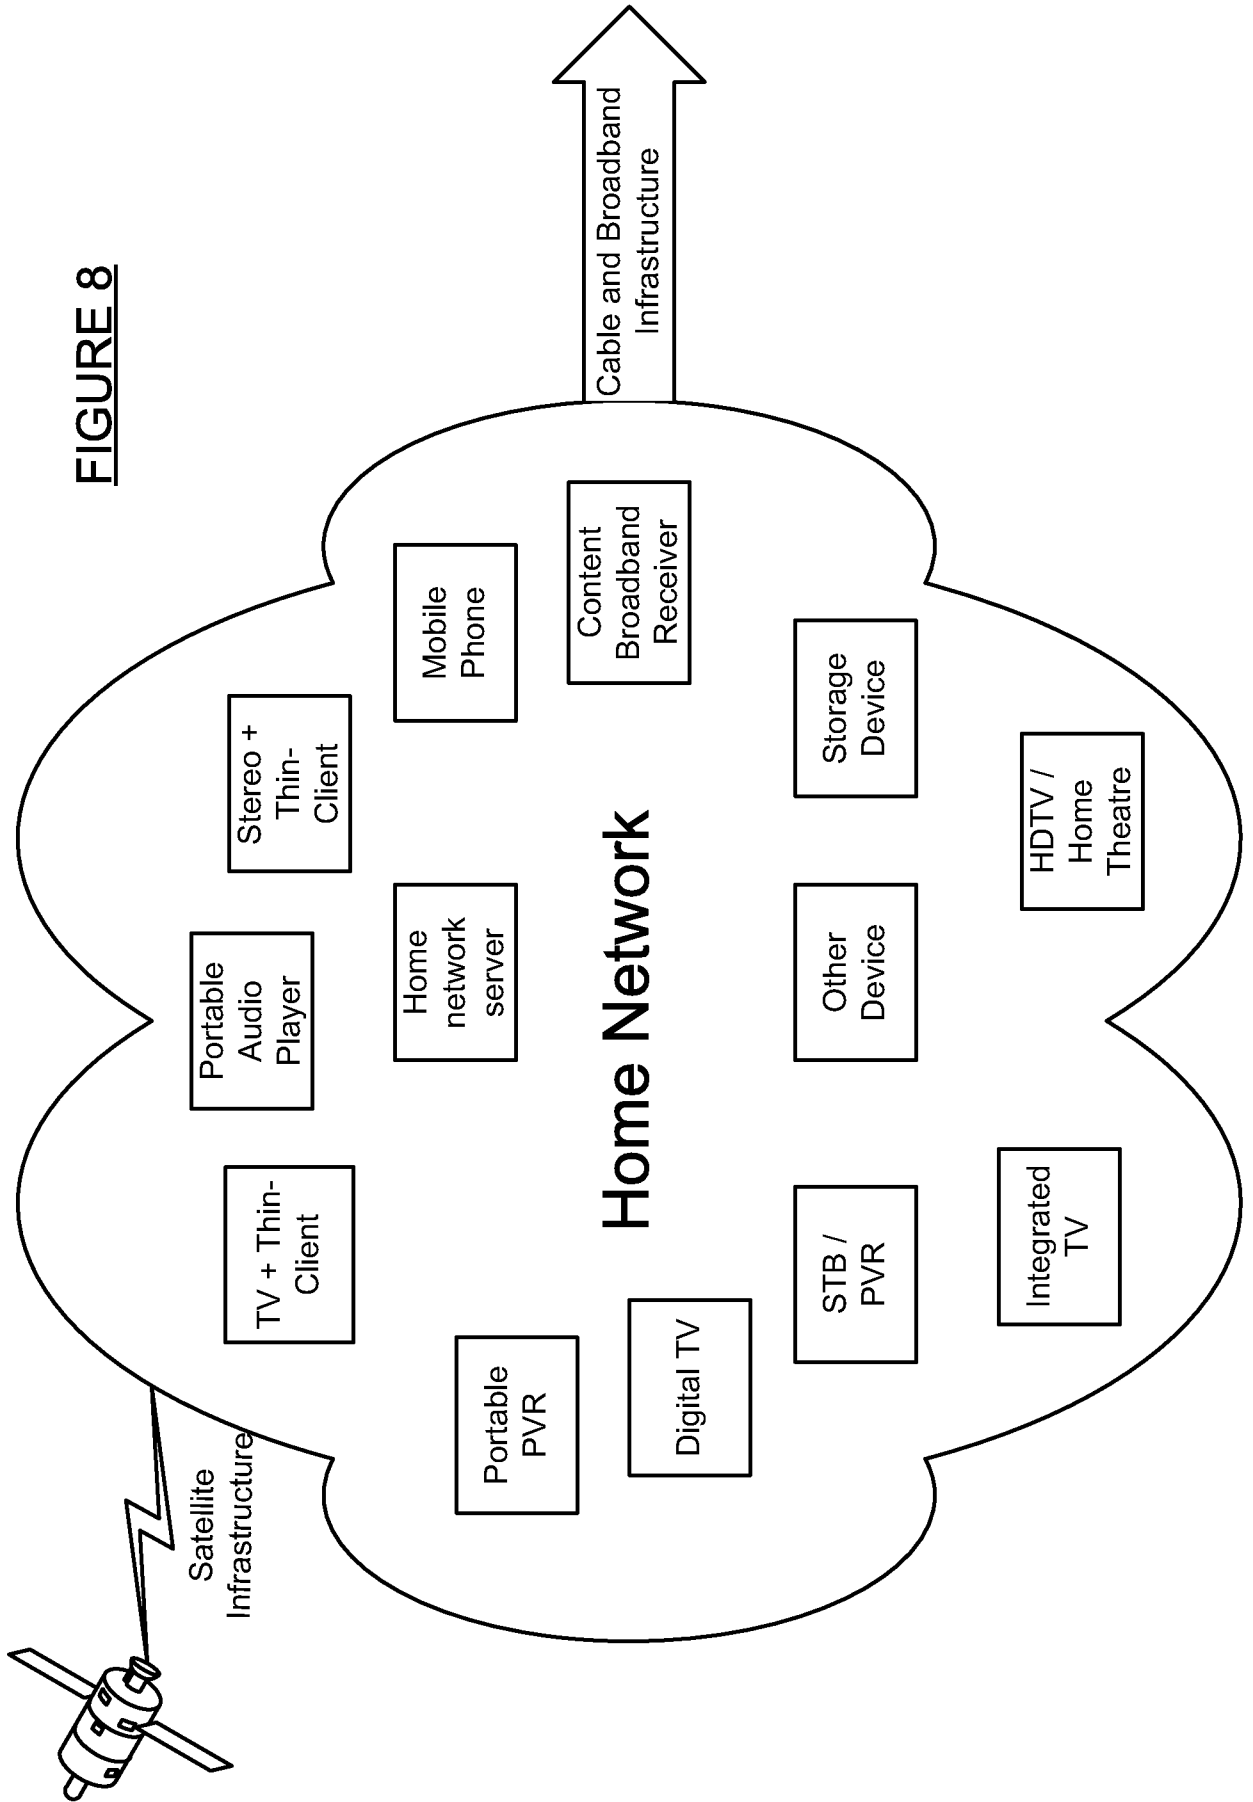 FIGURE 8
Satellite
Infrastructure
TV + Thin-
Client
Portable
Audio
Player
Stereo +
Thin-
Client
Portable
PVR
Home
network
server
Mobile
Phone
Digital TV
Home Network
Content
Broadband
Receiver
Cable and Broadband
Infrastructure
STB /
PVR
Other
Device
Storage
Device
Integrated
TV
HDTV /
Home
Theatre